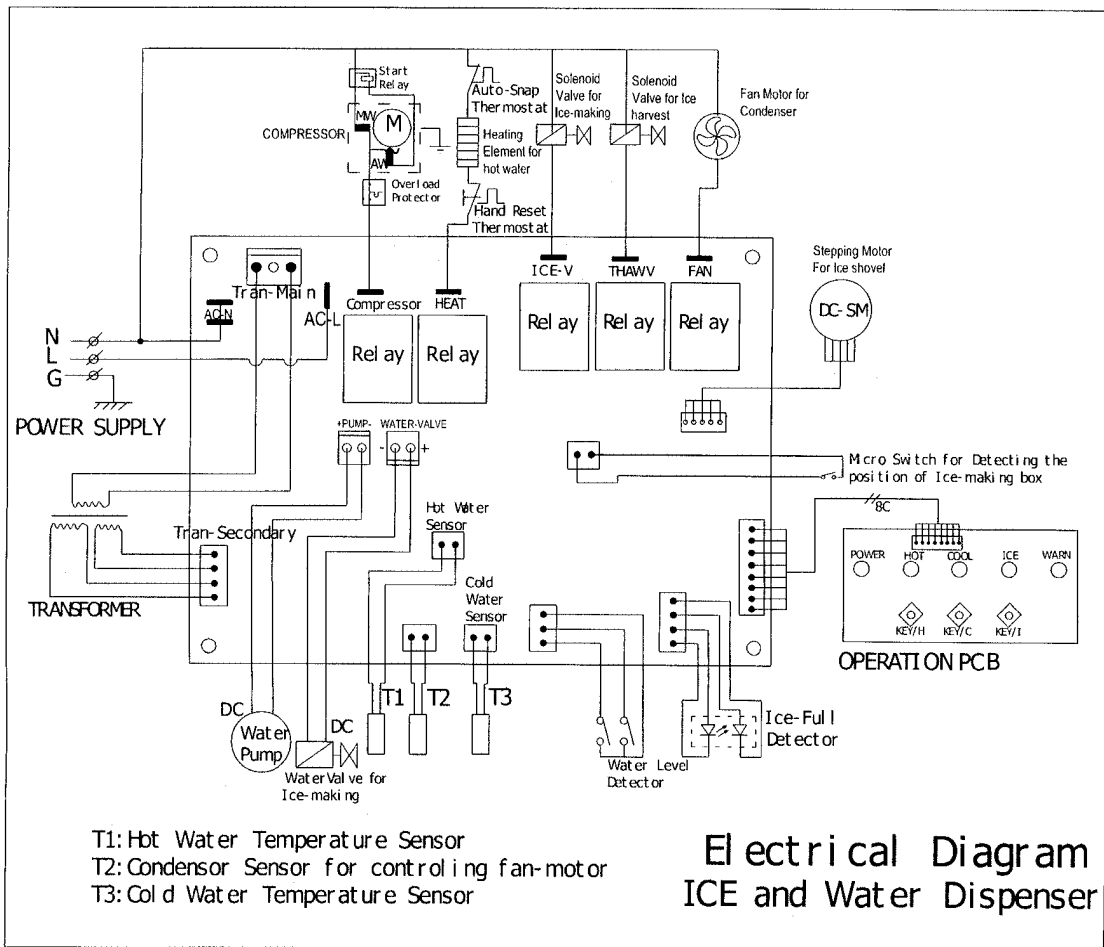 Start
Relay
MW
M
COMPRESSOR
AW
OverLoad
Protector
Auto-Snap
Thermostat
Heating
Element for
hot water
Hand Reset
Thermostat
Solenoid
Valve for
Ice-making
Solenoid
Valve for Ice
harvest
Fan Motor for
Condenser
Tran-Main
AC-N
AC-L
Compressor
HEAT
ICE-V
THAWV
FAN
Relay
Relay
Relay
Relay
Relay
Stepping Motor
For Ice shovel
DC-SM
N
L
G
POWER SUPPLY
+PUMP-
WATER-VALVE
-
+
Micro Switch for Detecting the
position of Ice-making box
8C
Hot Water
Sensor
Tran-Secondary
TRANSFORMER
Cold
Water
Sensor
POWER
HOT
COOL
ICE
WARN
KEY/H
KEY/C
KEY/I
OPERATION PCB
T1
T2
T3
DC
Water
Pump
DC
Water Valve for
Ice-making
Water Level
Detector
Ice-Full
Detector
T1: Hot Water Temperature Sensor
T2: Condensor Sensor for controling fan-motor
T3: Cold Water Temperature Sensor
Electrical Diagram
ICE and Water Dispenser